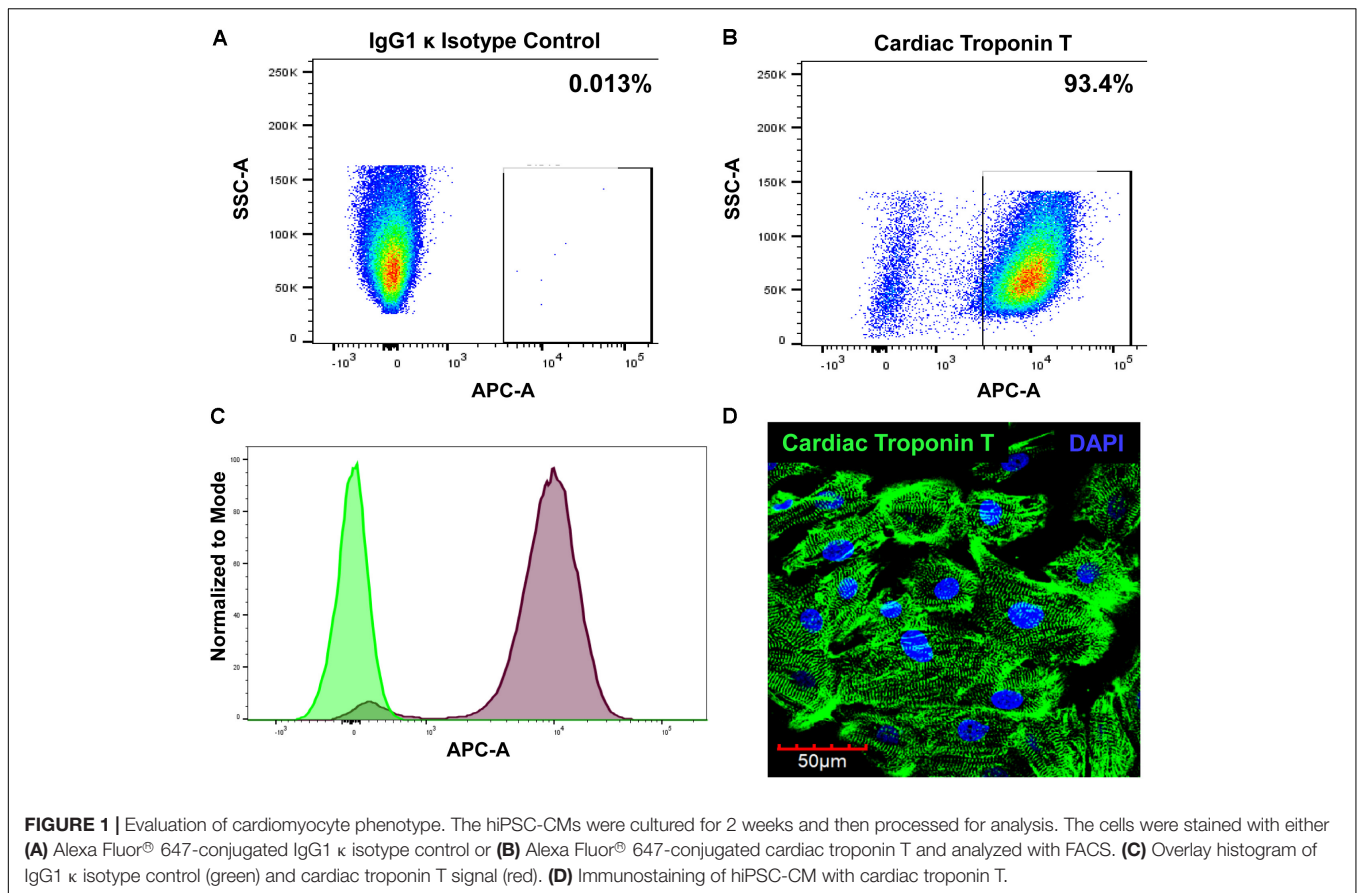 A
IgG1 κ Isotype Control
0.013%
250K
200K
150K
100K
50K
0
SSC-A
-10³ 0 10³ 10⁴ 10⁵
APC-A
B
Cardiac Troponin T
93.4%
250K
200K
150K
100K
50K
0
SSC-A
-10³ 0 10³ 10⁴ 10⁵
APC-A
C
100
80
60
40
20
0
Normalized to Mode
-10³ 0 10³ 10⁴ 10⁵
APC-A
D
Cardiac Troponin T DAPI
50µm
FIGURE 1 | Evaluation of cardiomyocyte phenotype. The hiPSC-CMs were cultured for 2 weeks and then processed for analysis. The cells were stained with either
(A) Alexa Fluor® 647-conjugated IgG1 κ isotype control or (B) Alexa Fluor® 647-conjugated cardiac troponin T and analyzed with FACS. (C) Overlay histogram of
IgG1 κ isotype control (green) and cardiac troponin T signal (red). (D) Immunostaining of hiPSC-CM with cardiac troponin T.